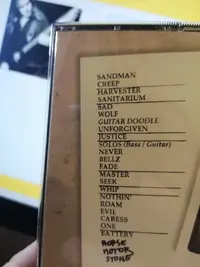 SANDMAN
CREEP
HARVESTER
SANITARIUM
SAD
WOLF
GUITAR DOODLE
UNFORGIVEN
JUSTICE
SOLOS (Bass / Guitar)
NEVER
BELLZ
FADE
MASTER
SEEK
WHIP
NOTHIN'
ROAM
EVIL
CARESS
ONE
BATTERY
HORSE
MOTOR
STONE